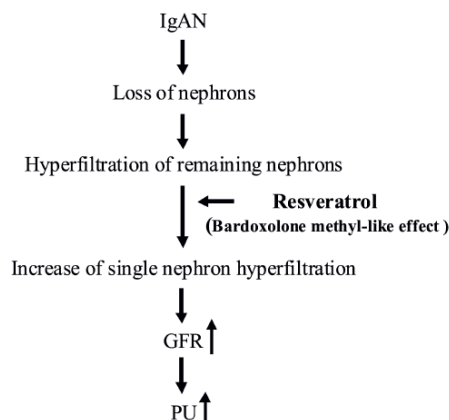 IgAN
Loss of nephrons
Hyperfiltration of remaining nephrons
Resveratrol
(Bardoxolone methyl-like effect )
Increase of single nephron hyperfiltration
GFR
PU